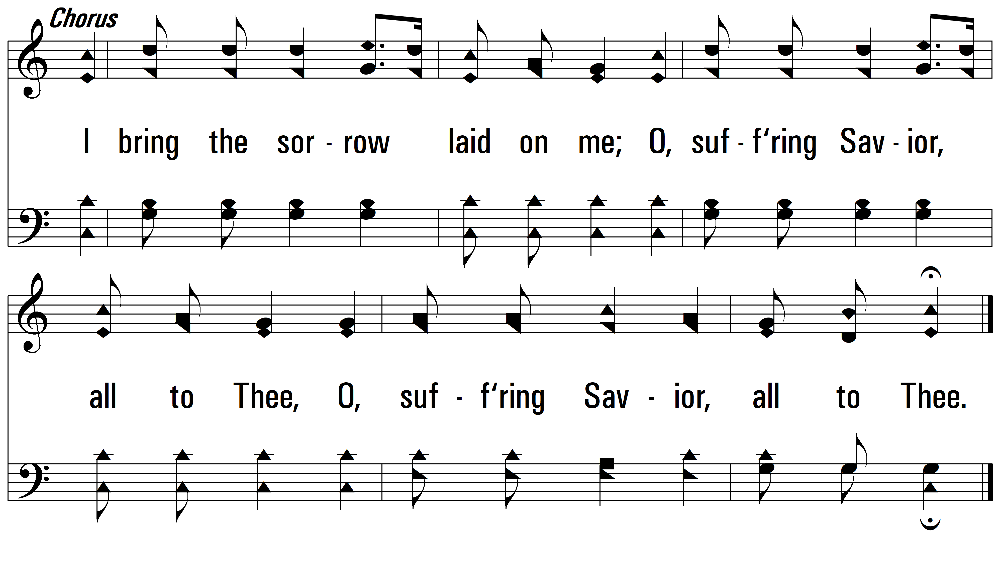 Chorus
I bring the sor - row laid on me; O, suf - f‘ring Sav - ior,
all to Thee, O, suf - f‘ring Sav - ior, all to Thee.